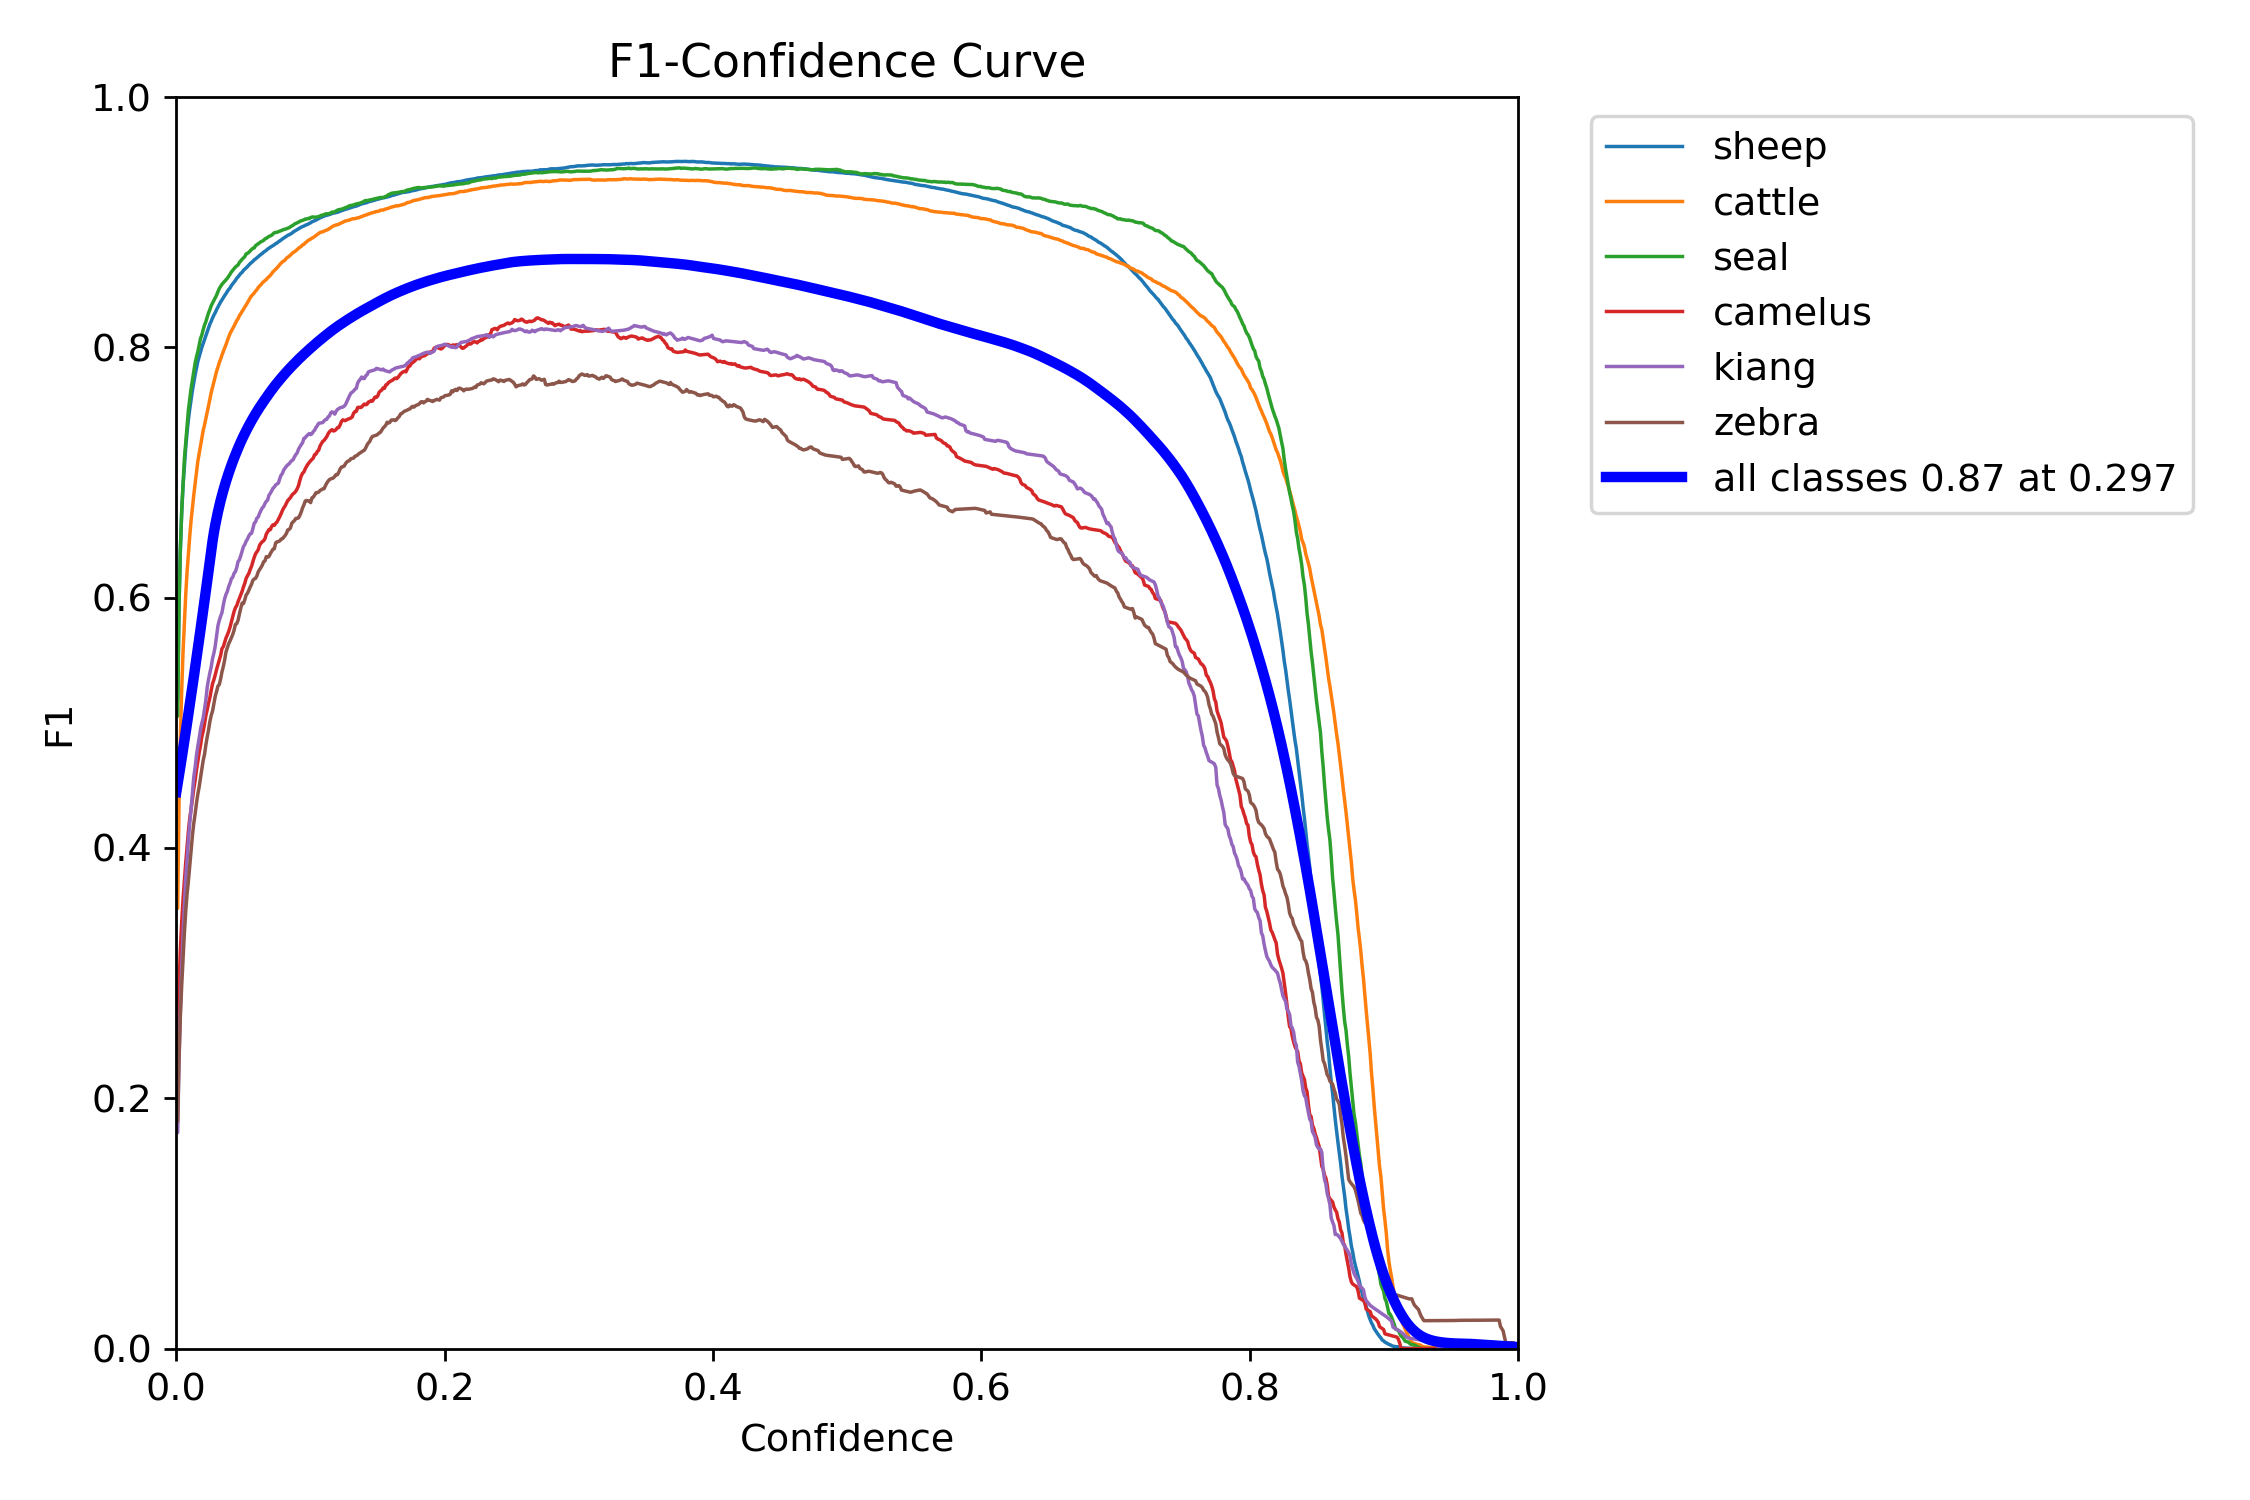 F1-Confidence Curve
1.0
0.8
0.6
0.4
0.2
0.0
F1
0.0 0.2 0.4 0.6 0.8 1.0
Confidence
sheep
cattle
seal
camelus
kiang
zebra
all classes 0.87 at 0.297